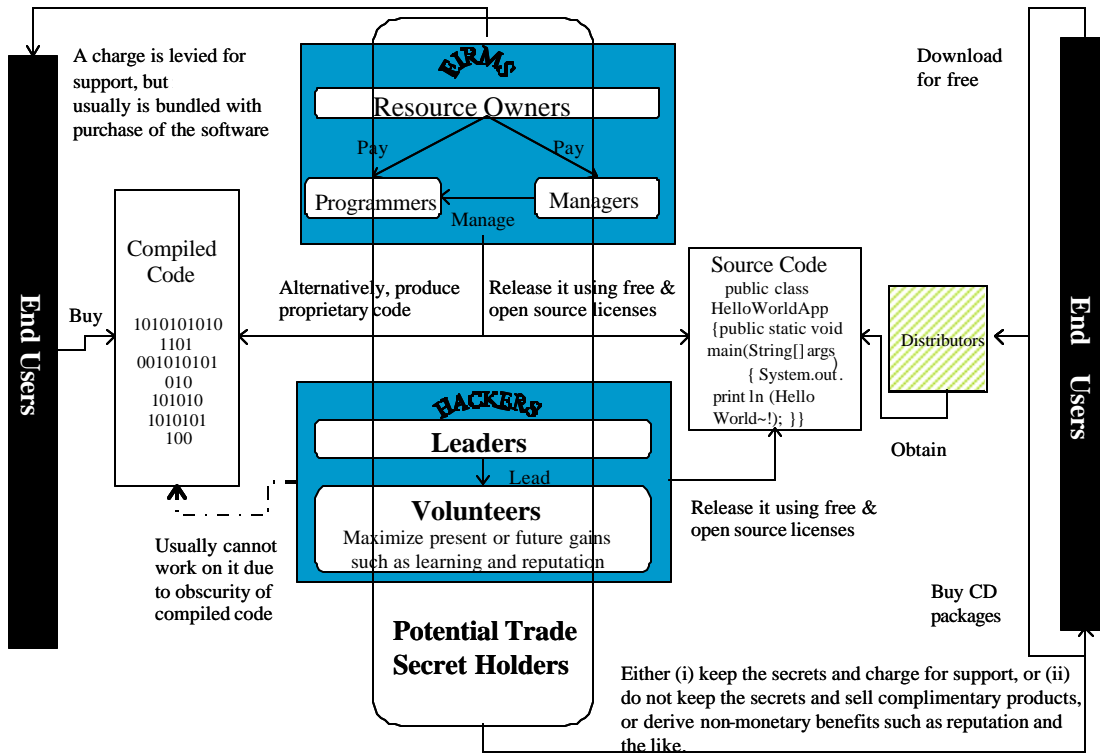 A charge is levied for
support, but
usually is bundled with
purchase of the software
EIRMS
Resource Owners
Pay
Pay
Programmers
Managers
Manage
Download
for free
End Users
Buy
Compiled
Code
1010101010
1101
001010101
010
101010
1010101
100
Alternatively, produce
proprietary code
Release it using free &
open source licenses
Source Code
public class
HelloWorldApp
{public static void
main(String[] args
)
{ System.out.
print ln (Hello
World~!); }}
Distributors
End Users
Obtain
HACKERS
Leaders
Lead
Volunteers
Maximize present or future gains
such as learning and reputation
Release it using free &
open source licenses
Usually cannot
work on it due
to obscurity of
compiled code
Buy CD
packages
Potential Trade
Secret Holders
Either (i) keep the secrets and charge for support, or (ii)
do not keep the secrets and sell complimentary products,
or derive non-monetary benefits such as reputation and
the like.